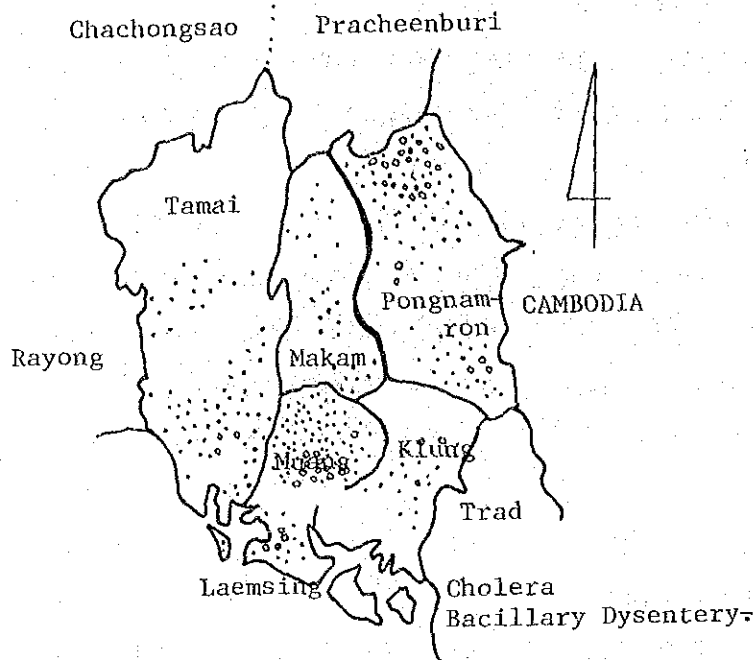 Chachongsao
Pracheenburi
Tamai
Pongnam-
ron
CAMBODIA
Rayong
Makam
Muang
Klung
Trad
Laemsing
Cholera
Bacillary Dysentery-